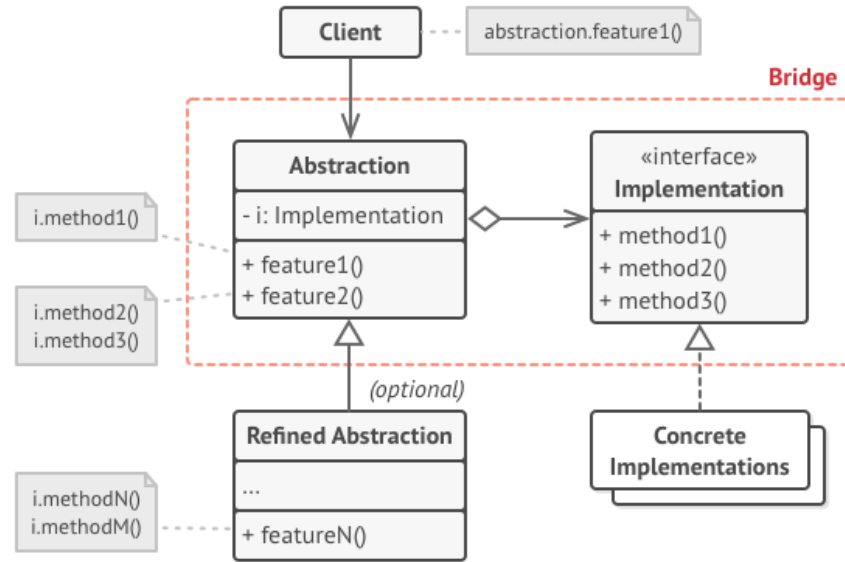 Client
abstraction.feature1()
Bridge
Abstraction
- i: Implementation
+ feature1()
+ feature2()
«interface»
Implementation
+ method1()
+ method2()
+ method3()
i.method1()
i.method2()
i.method3()
(optional)
Refined Abstraction
...
+ featureN()
Concrete
Implementations
i.methodN()
i.methodM()